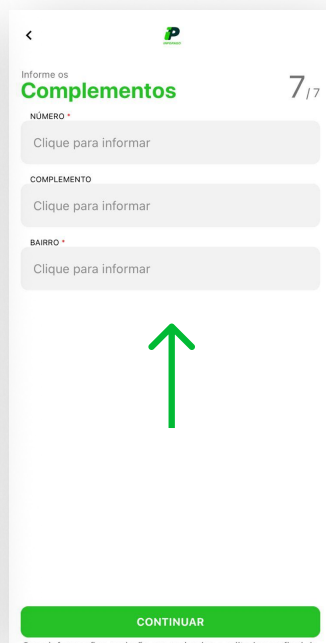 Informe os
Complementos
7/7
NÚMERO *
Clique para informar
COMPLEMENTO
Clique para informar
BAIRRO *
Clique para informar
CONTINUAR